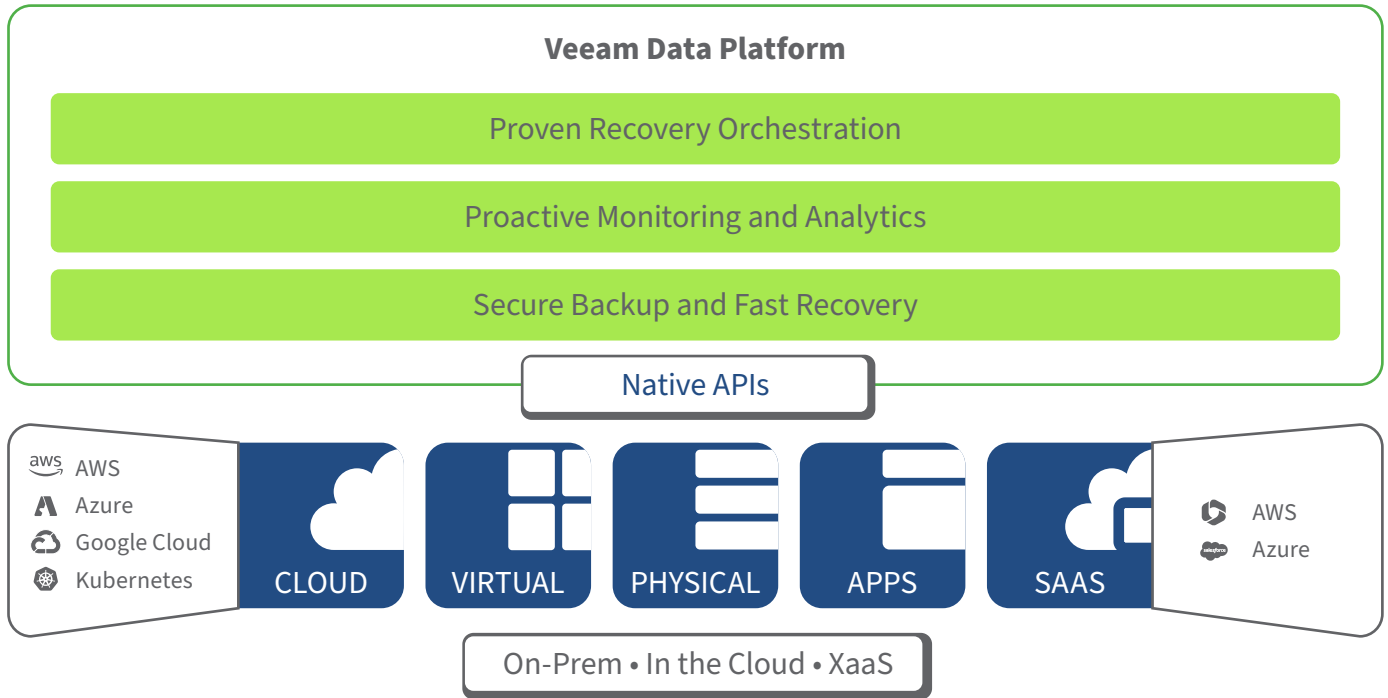 Veeam Data Platform
Proven Recovery Orchestration
Proactive Monitoring and Analytics
Secure Backup and Fast Recovery
Native APIs
aws AWS
Azure
Google Cloud
Kubernetes
CLOUD
VIRTUAL
PHYSICAL
APPS
SAAS
AWS
salesforce Azure
On-Prem • In the Cloud • XaaS